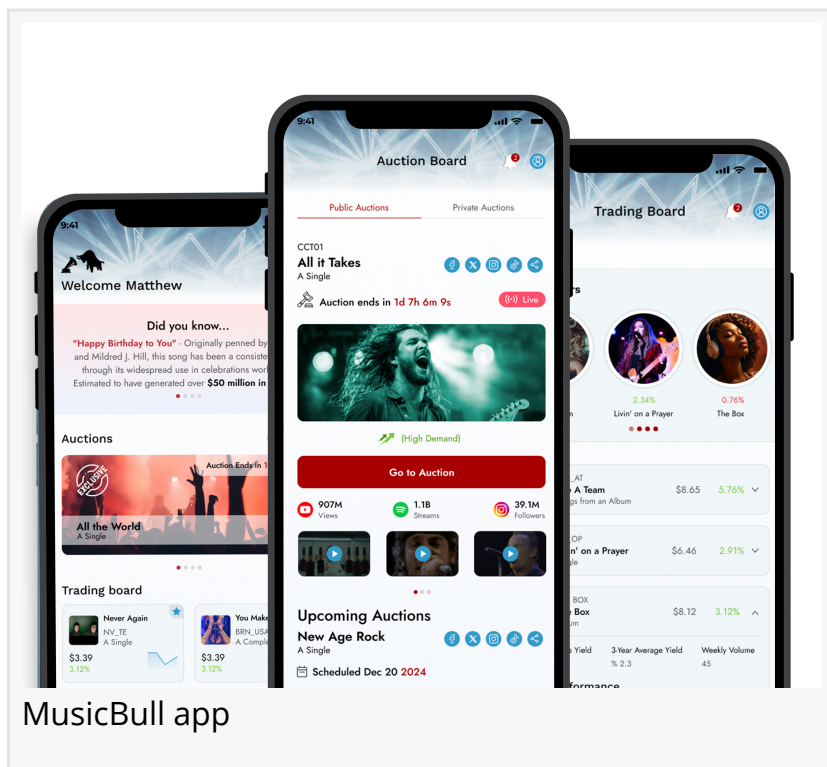 9:41
Welcome Matthew
Did you know...
"Happy Birthday to You" - Originally penned by
and Mildred J. Hill, this song has been a
through its widespread use in celebrations
Estimated to have generated over $50 million in
Auctions
EXCLUSIVE
Auction Ends in
All the World
A Single
Trading board
Never Again
NV_TE
A Single
$3.39
3.12%
You Make
BRN_USA
A
$3.39
3.12%
9:41
Auction Board
2
Public Auctions
Private Auctions
CCT01
All it Takes
A Single
Auction ends in 1d 7h 6m 9s
Live
(High Demand)
Go to Auction
907M
Views
1.1B
Streams
39.1M
Followers
Upcoming Auctions
New Age Rock
A Single
Scheduled Dec 20 2024
Trading Board
2
2.34%
Livin' on a Prayer
0.76%
The Box
_AT
A Team
from an Album
$8.65
5.76%
_OP
on a Prayer
$6.46
2.91%
BOX
Box
$8.12
3.12%
Yield
3-Year Average Yield
% 2.3
Weekly Volume
45
MusicBull app